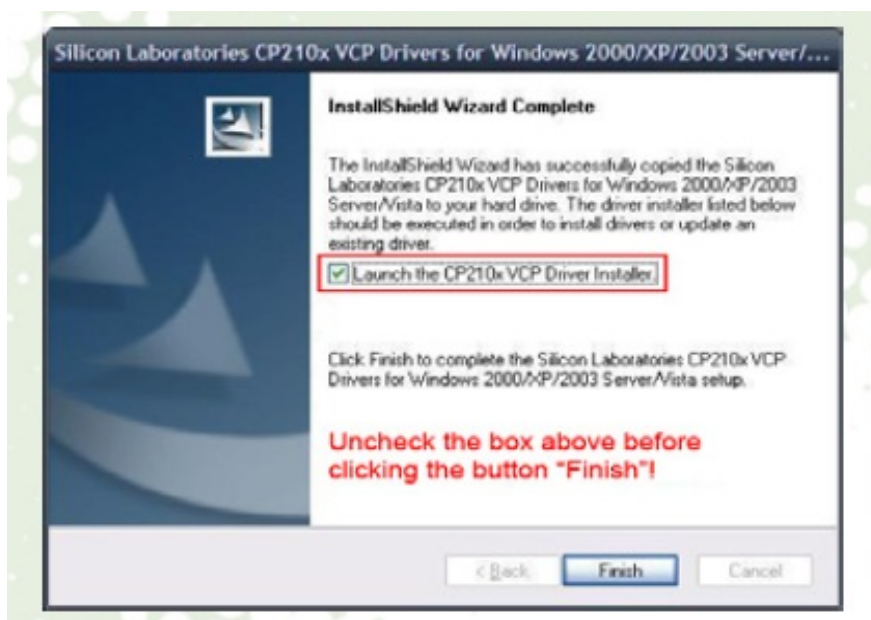 Silicon Laboratories CP210x VCP Drivers for Windows 2000/XP/2003 Server/...
InstallShield Wizard Complete
The InstallShield Wizard has successfully copied the Silicon
Laboratories CP210x VCP Drivers for Windows 2000/XP/2003
Server/Vista to your hard drive. The driver installer listed below
should be executed in order to install drivers or update an
existing driver.
Launch the CP210x VCP Driver Installer.
Click Finish to complete the Silicon Laboratories CP210x VCP
Drivers for Windows 2000/XP/2003 Server/Vista setup.
Uncheck the box above before
clicking the button "Finish"!
< Back
Finish
Cancel